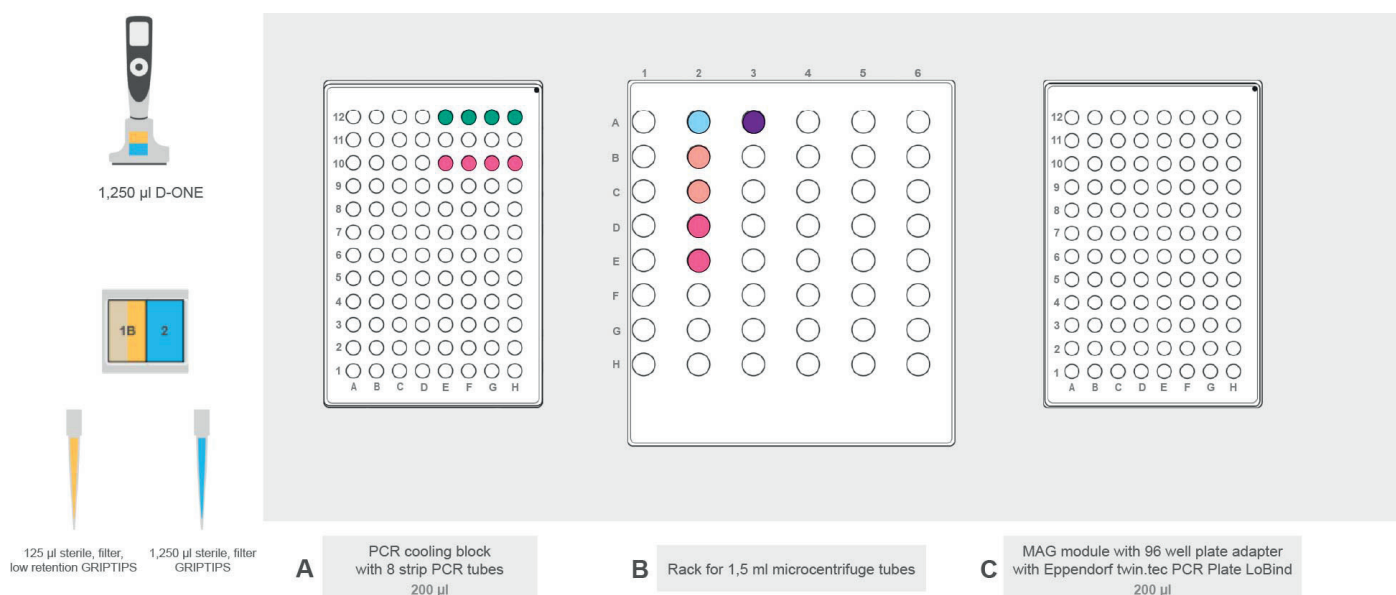 1,250 µl D-ONE
1B 2
125 µl sterile, filter,
low retention GRIPTIPS
1,250 µl sterile, filter
GRIPTIPS
12
11
10
9
8
7
6
5
4
3
2
1
A B C D E F G H
1 2 3 4 5 6
A
B
C
D
E
F
G
H
12
11
10
9
8
7
6
5
4
3
2
1
A B C D E F G H
A
PCR cooling block
with 8 strip PCR tubes
200 µl
B
Rack for 1,5 ml microcentrifuge tubes
C
MAG module with 96 well plate adapter
with Eppendorf twin.tec PCR Plate LoBind
200 µl